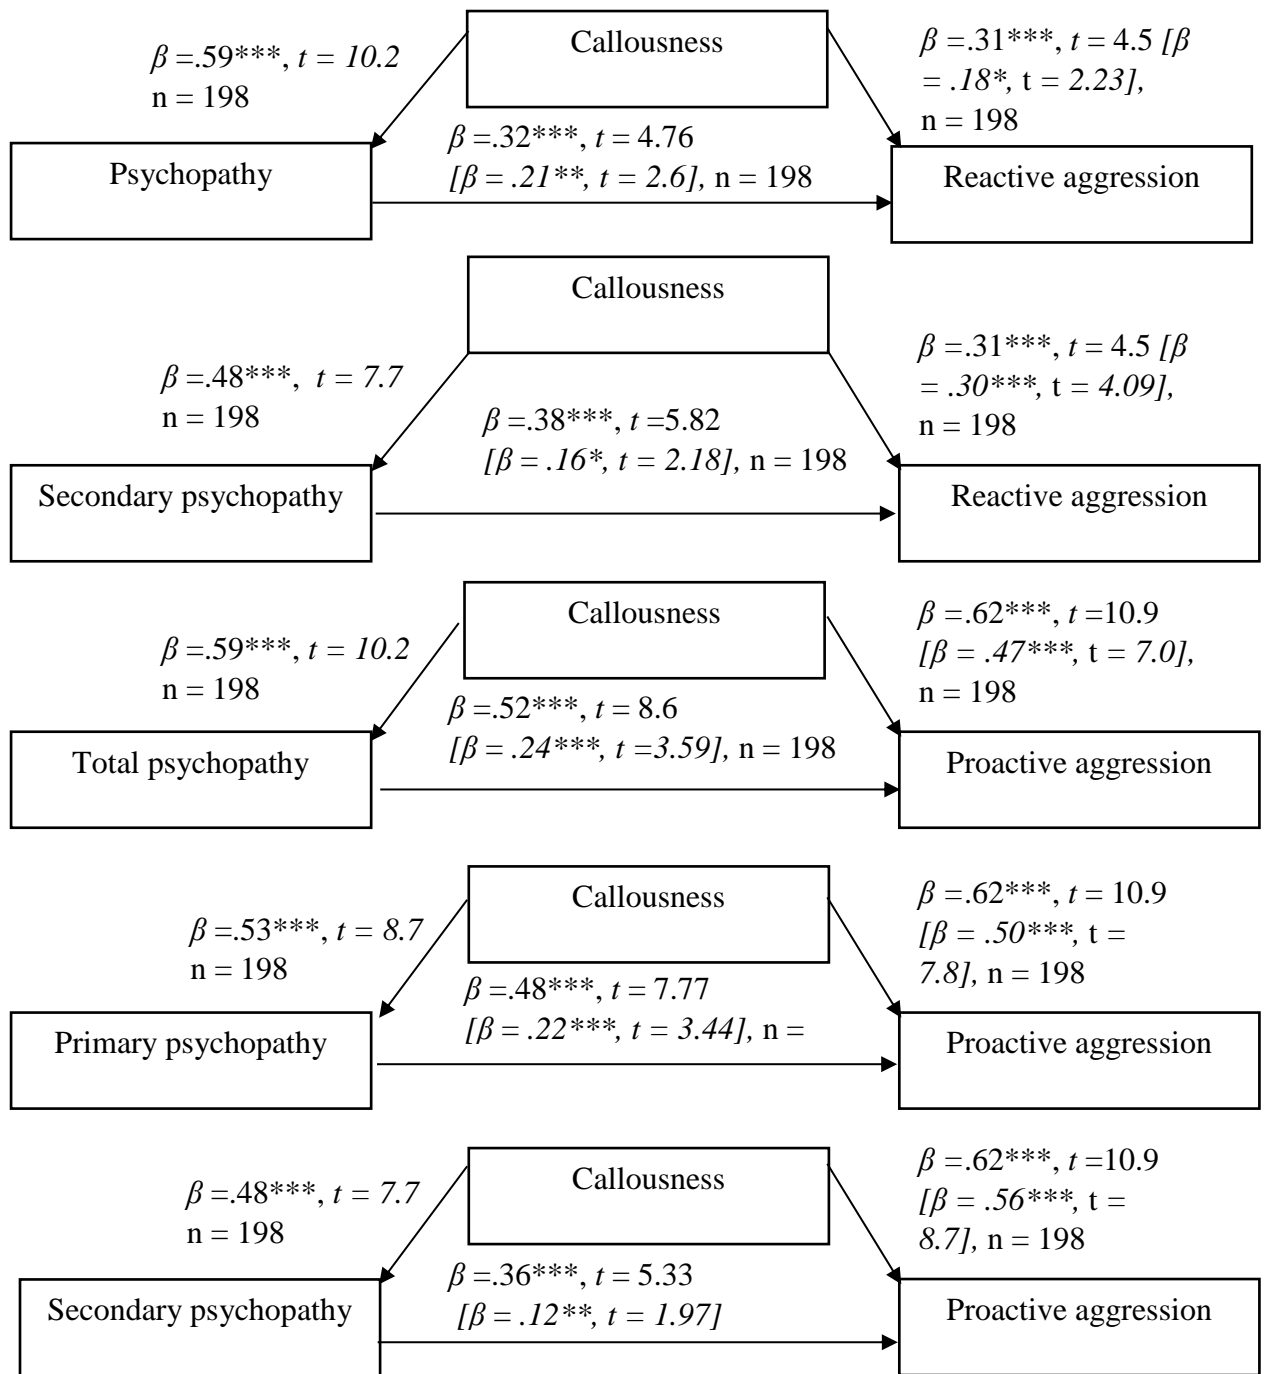 Callousness
β =.59***, t = 10.2
n = 198
β =.31***, t = 4.5 [β
= .18*, t = 2.23],
n = 198
β =.32***, t = 4.76
[β = .21**, t = 2.6], n = 198
Psychopathy
Reactive aggression
Callousness
β =.48***,  t = 7.7
n = 198
β =.31***, t = 4.5 [β
= .30***, t = 4.09],
n = 198
β =.38***, t =5.82
[β = .16*, t = 2.18], n = 198
Secondary psychopathy
Reactive aggression
Callousness
β =.59***, t = 10.2
n = 198
β =.62***, t =10.9
[β = .47***, t = 7.0],
n = 198
β =.52***, t = 8.6
[β = .24***, t =3.59], n = 198
Total psychopathy
Proactive aggression
Callousness
β =.53***, t = 8.7
n = 198
β =.62***, t = 10.9
[β = .50***, t =
7.8], n = 198
β =.48***, t = 7.77
[β = .22***, t = 3.44], n =
Primary psychopathy
Proactive aggression
Callousness
β =.48***, t = 7.7
n = 198
β =.62***, t =10.9
[β = .56***, t =
8.7], n = 198
β =.36***, t = 5.33
[β = .12**, t = 1.97]
Secondary psychopathy
Proactive aggression